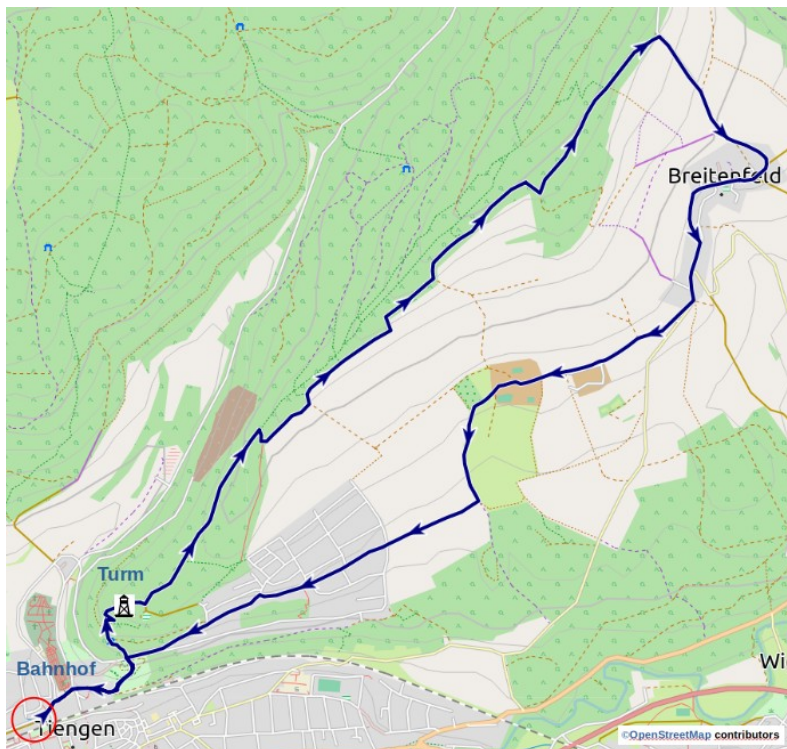 Breitenfeld
Turm
Bahnhof
Wi
Tiengen
©OpenStreetMap contributors